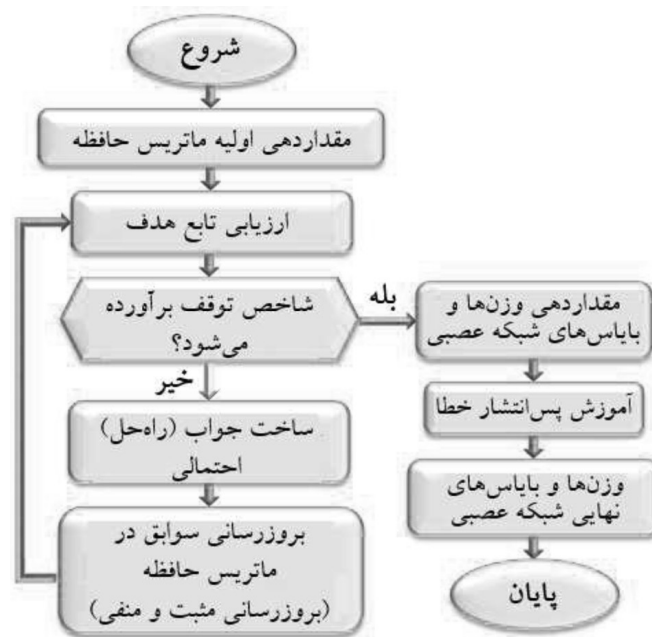 شروع
مقداردهی اولیه ماتریس حافظه
ارزیابی تابع هدف
شاخص توقف برآورده
می‌شود؟
بله
خیر
ساخت جواب (راه‌حل)
احتمالی
بروزرسانی سوابق در
ماتریس حافظه
(بروزرسانی مثبت و منفی)
مقداردهی وزن‌ها و
بایاس‌های شبکه عصبی
آموزش پس‌انتشار خطا
وزن‌ها و بایاس‌های
نهایی شبکه عصبی
پایان